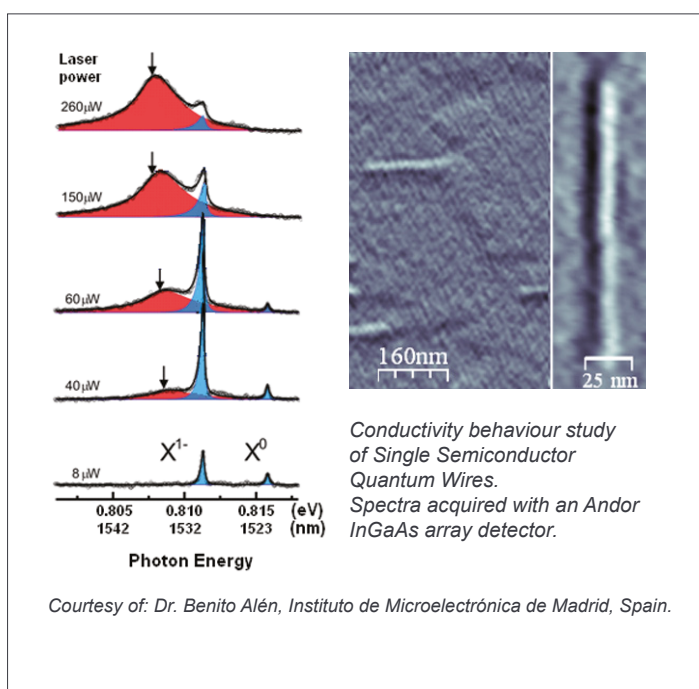 Laser
power
260μW
150μW
60μW
40μW
8μW
X1-
X0
0.805 0.810 0.815 (eV)
1542 1532 1523 (nm)
Photon Energy
160nm
25 nm
Conductivity behaviour study
of Single Semiconductor
Quantum Wires.
Spectra acquired with an Andor
InGaAs array detector.
Courtesy of: Dr. Benito Alén, Instituto de Microelectrónica de Madrid, Spain.